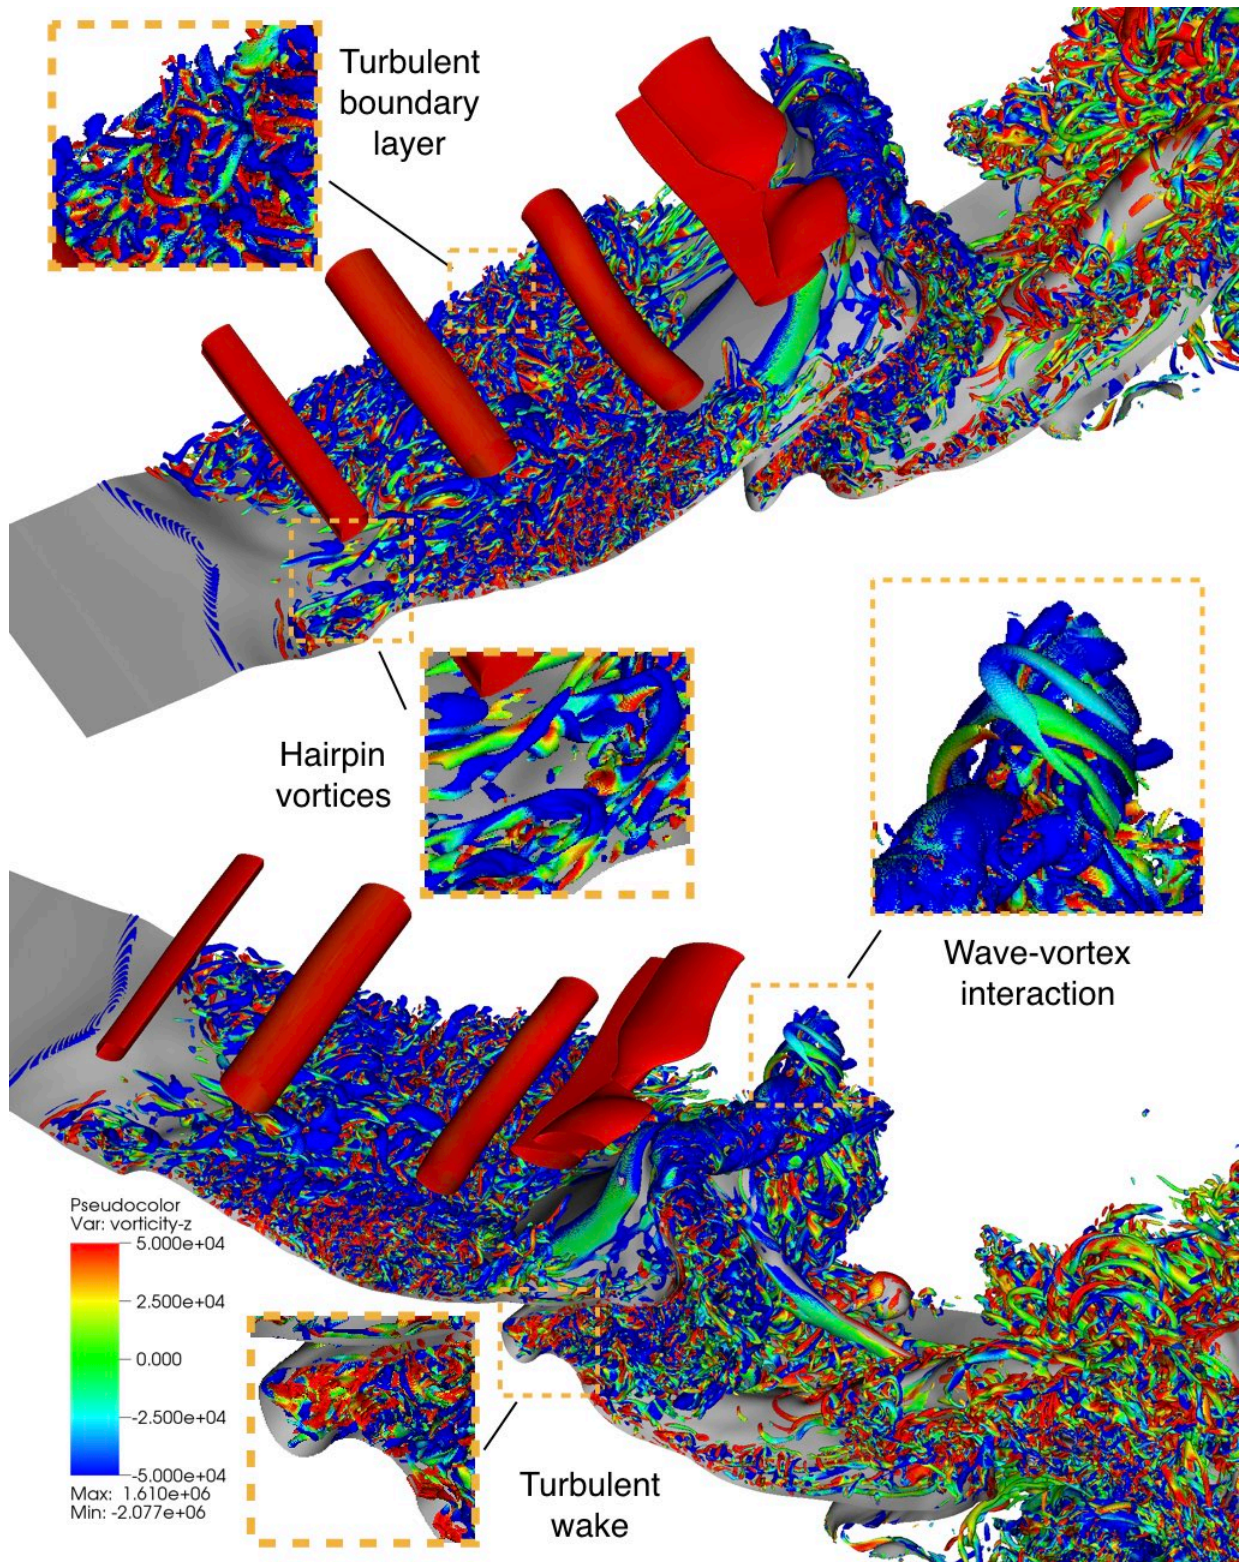 Turbulent
boundary
layer
Hairpin
vortices
Wave-vortex
interaction
Pseudocolor
Var: vorticity-z
5.000e+04
2.500e+04
0.000
-2.500e+04
-5.000e+04
Max: 1.610e+06
Min: -2.077e+06
Turbulent
wake